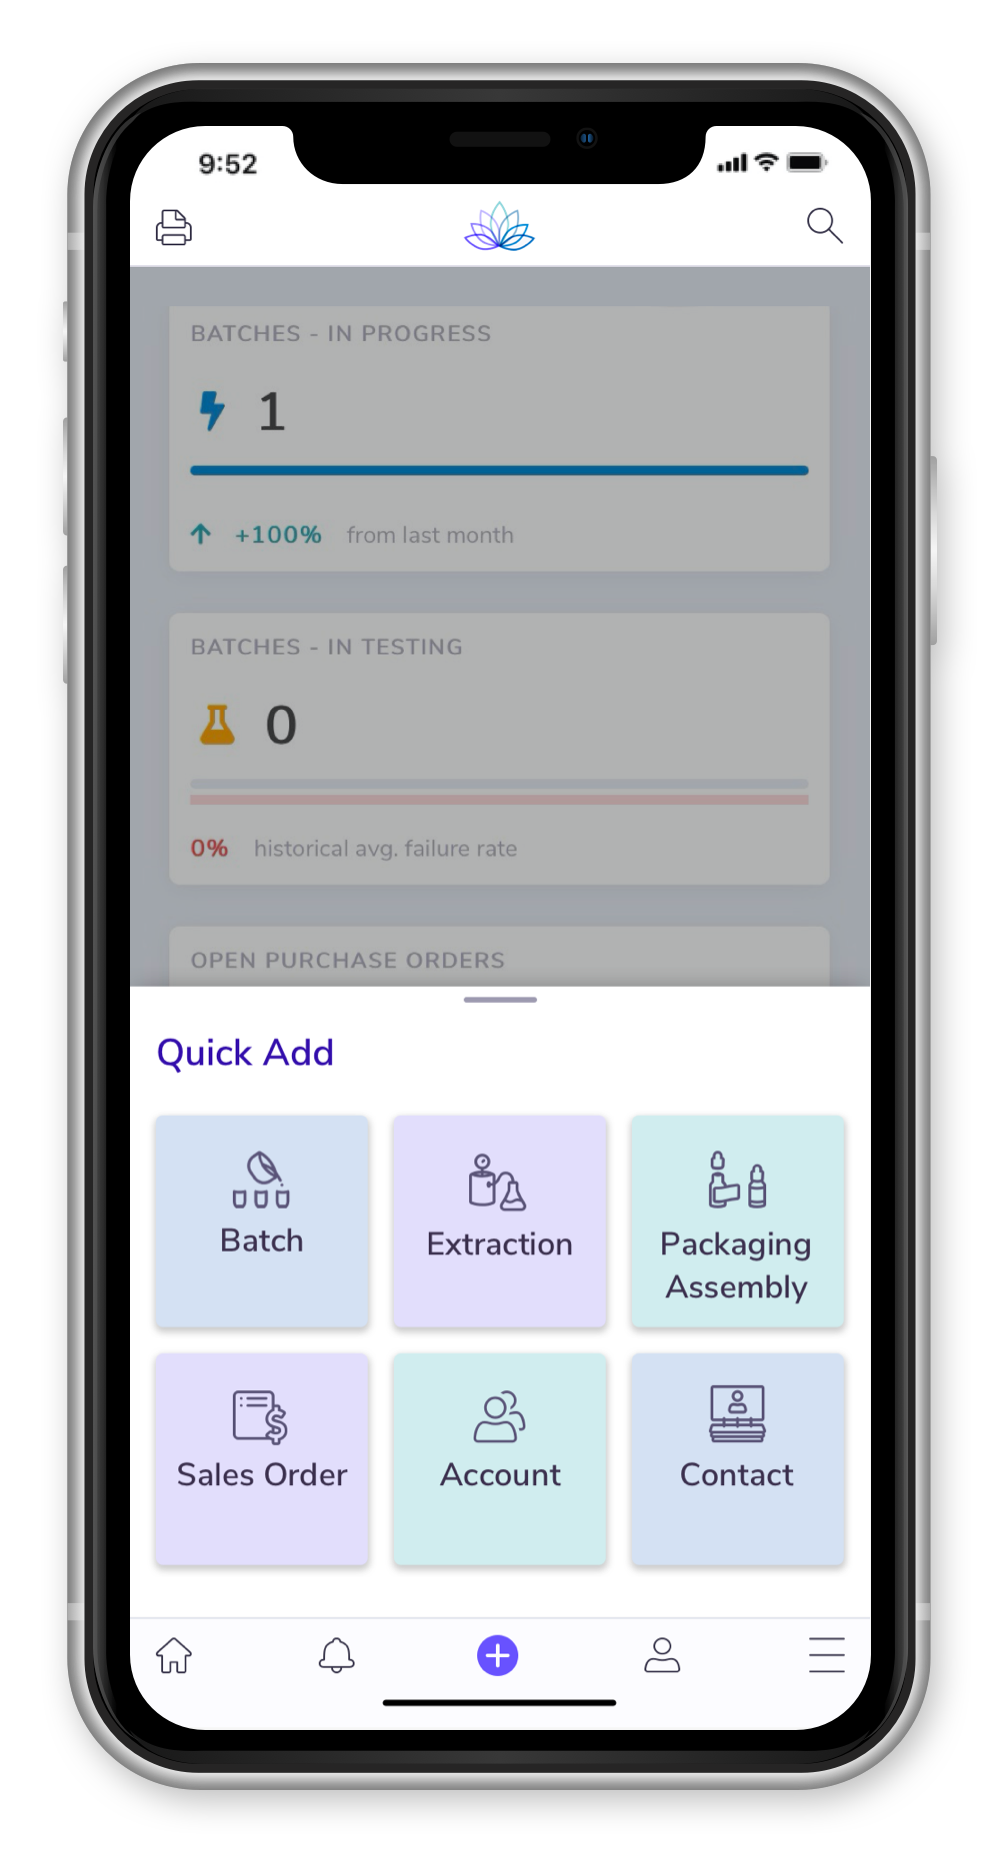 9:52
BATCHES - IN PROGRESS
1
+100% from last month
BATCHES - IN TESTING
0
0% historical avg. failure rate
OPEN PURCHASE ORDERS
Quick Add
Batch
Extraction
Packaging
Assembly
Sales Order
Account
Contact